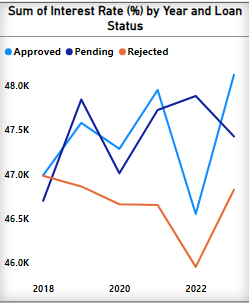 Sum of Interest Rate (%) by Year and Loan
Status
Approved Pending Rejected
48.0K
47.5K
47.0K
46.5K
46.0K
2018 2020 2022